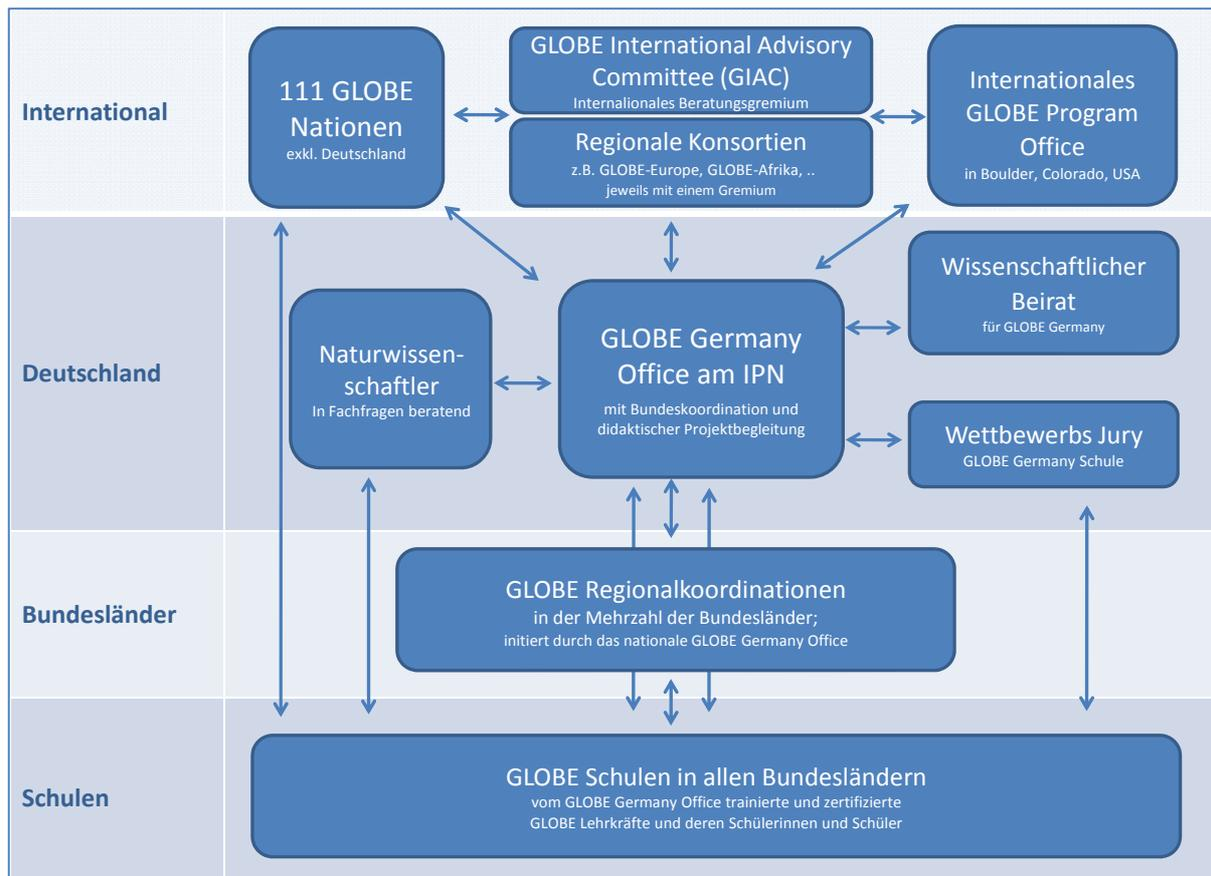 International
111 GLOBE
Nationen
exkl. Deutschland
GLOBE International Advisory
Committee (GIAC)
Internalionales Beratungsgremium
Regionale Konsortien
z.B. GLOBE-Europe, GLOBE-Afrika, ..
jeweils mit einem Gremium
Internationales
GLOBE Program
Office
in Boulder, Colorado, USA
Deutschland
Naturwissen-
schaftler
In Fachfragen beratend
GLOBE Germany
Office am IPN
mit Bundeskoordination und
didaktischer Projektbegleitung
Wissenschaftlicher
Beirat
für GLOBE Germany
Wettbewerbs Jury
GLOBE Germany Schule
Bundesländer
GLOBE Regionalkoordinationen
in der Mehrzahl der Bundesländer;
initiert durch das nationale GLOBE Germany Office
Schulen
GLOBE Schulen in allen Bundesländern
vom GLOBE Germany Office trainierte und zertifizierte
GLOBE Lehrkräfte und deren Schülerinnen und Schüler